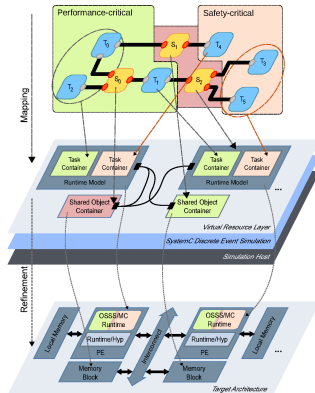 Performance-critical
Safety-critical
T0
S1
T4
T3
T2
S0
T1
S2
T5
Mapping
Task
Container
Task
Container
Runtime Model
Task
Container
Task
Container
Runtime Model
...
Shared Object
Container
Shared Object
Container
Virtual Resource Layer
SystemC Discrete Event Simulation
Simulation Host
Refinement
Local Memory
OSSS/MC
Runtime
Runtime/Hyp
PE
Memory
Block
Interconnect
OSSS/MC
Runtime
Runtime/Hyp
PE
Memory
Block
Local Memory
...
Target Architecture